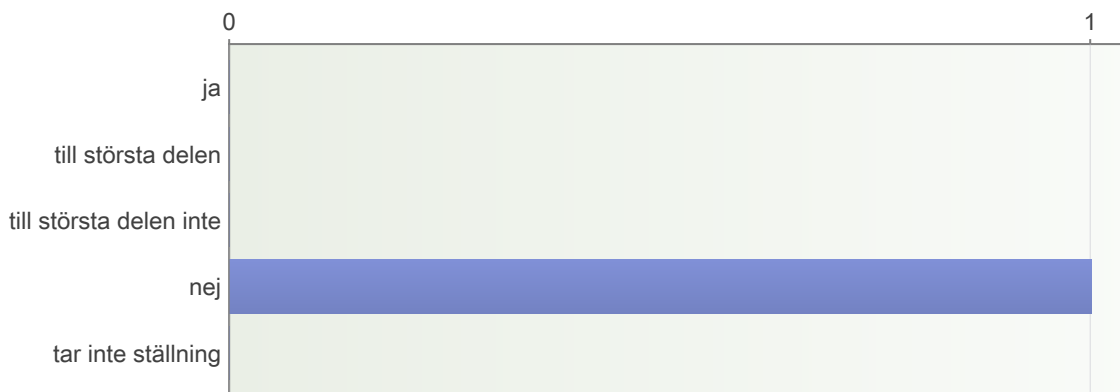 0 1
ja
till största delen
till största delen inte
nej
tar inte ställning